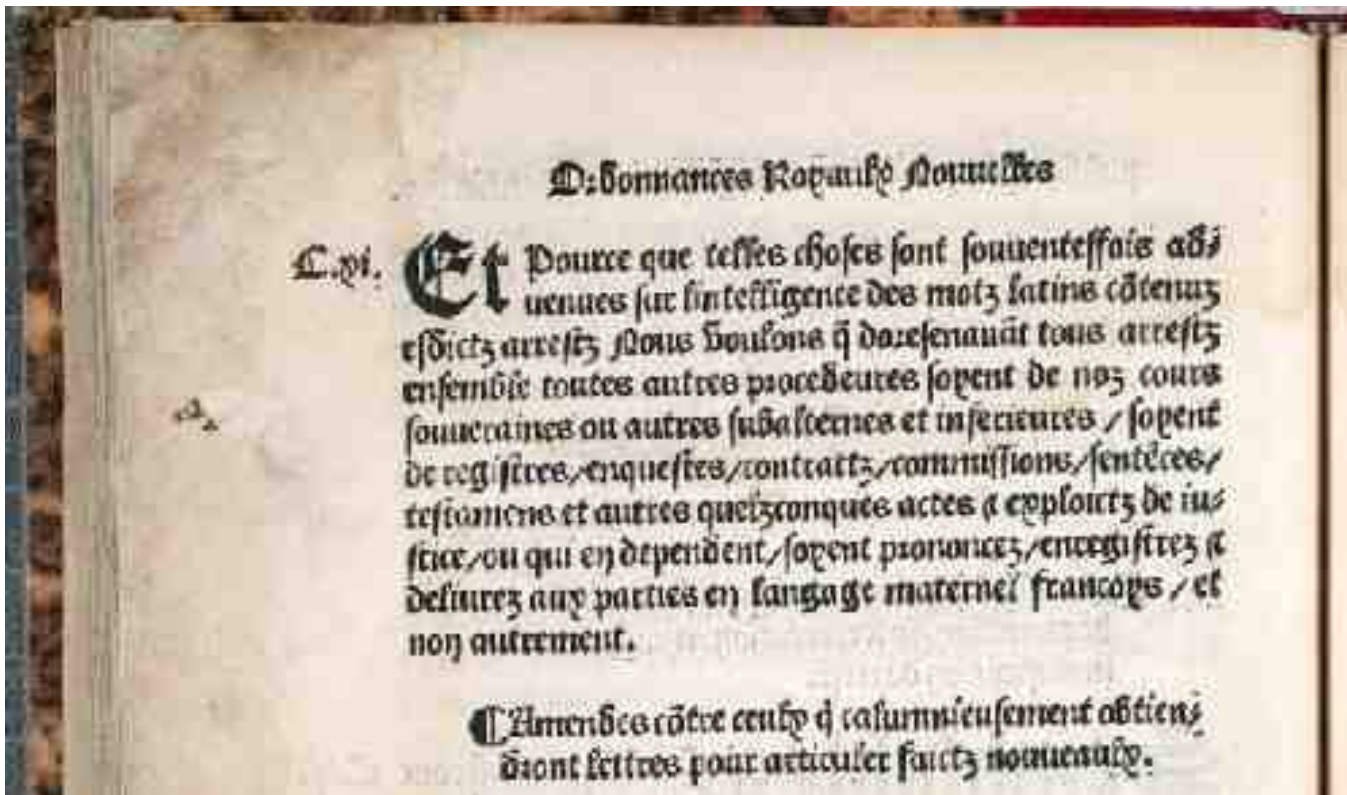 Ordonnances Royaulx Nouuelles
C.xi.
Et Pource que telles choses sont souuenteffois ad⸗
uenues sur lintelligence des motz latins cõtenuz
esdictz arrestz Nous voulons q̃ doresenauãt tous arrestz
ensemble toutes autres procedeures soyent de noz cours
souueraines ou autres subalternes et inferieures / soyent
de registres/enquestes/contractz/commissions/sentẽces/
testamens et autres quelzconques actes & exploictz de iu⸗
stice/ou qui en dependent/soyent prononcez/enregistrez &
deliurez aux parties en langage maternel francoys / et
non autrement.
¶ Amendes cõtre ceulx q̇ calumnieusement obtien⸗
dront lettres pour articuler faictz nouueaulx.